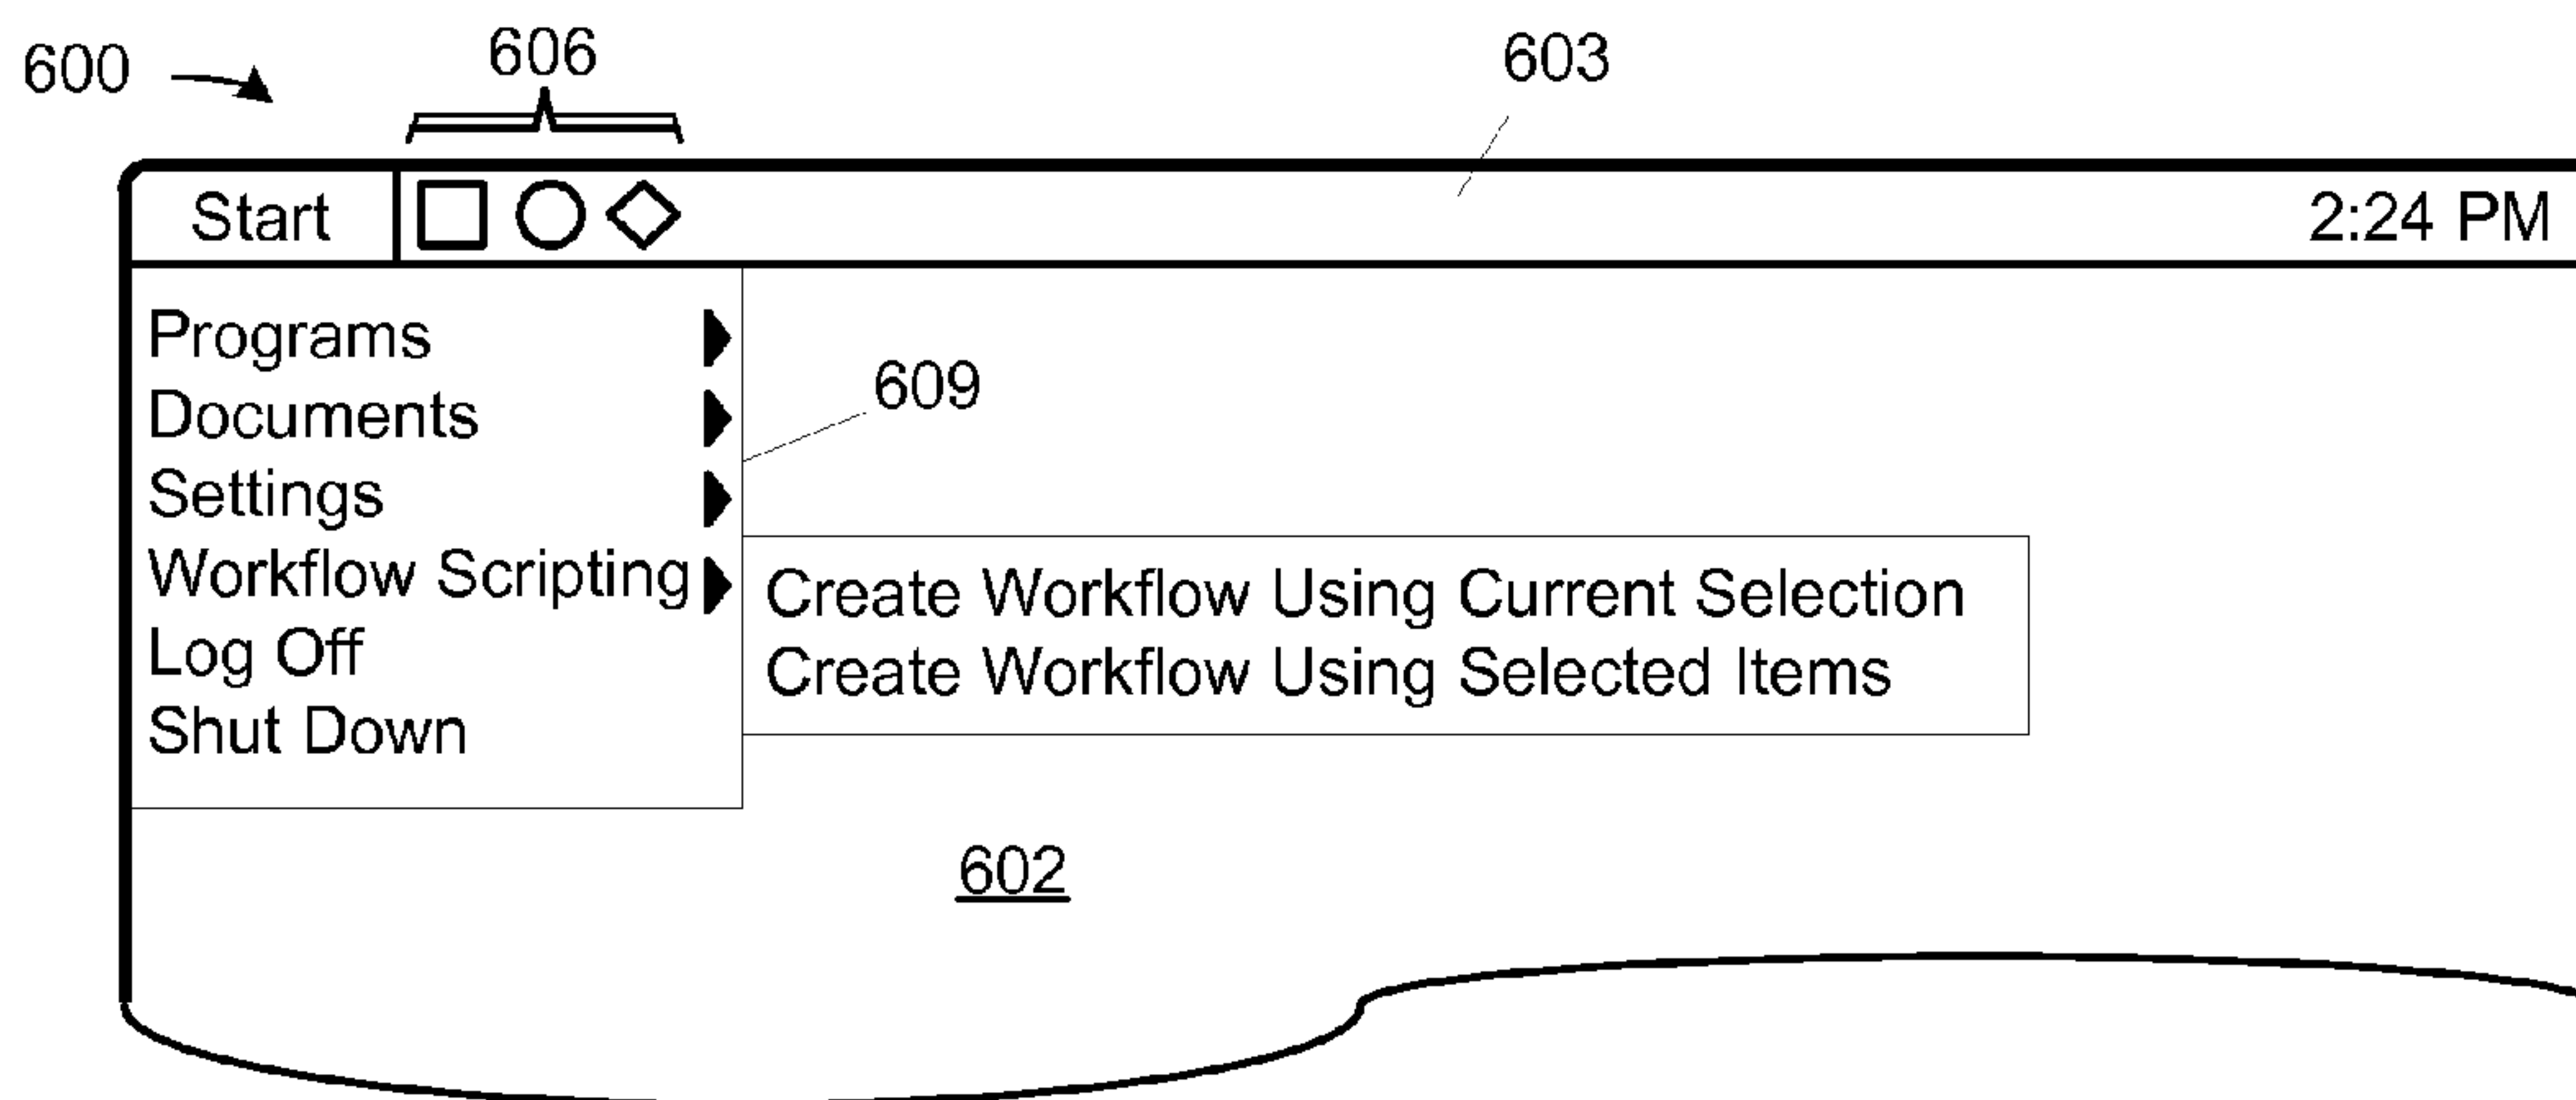 600
606
603
Start
2:24 PM
Programs
Documents
609
Settings
Workflow Scripting
Create Workflow Using Current Selection
Log Off
Create Workflow Using Selected Items
Shut Down
602